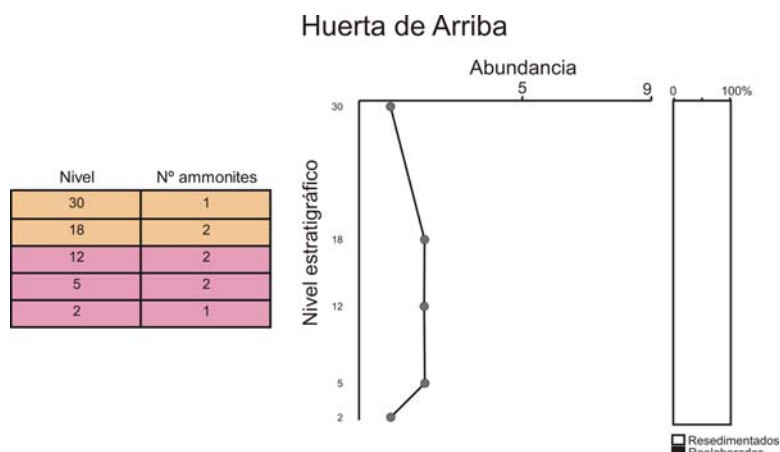 Huerta de Arriba
Nivel Nº ammonites
30 1
18 2
12 2
5 2
2 1
Abundancia
5 9
Nivel estratigráfico
30
18
12
5
2
0 100%
Resedimentados
Reelaborados